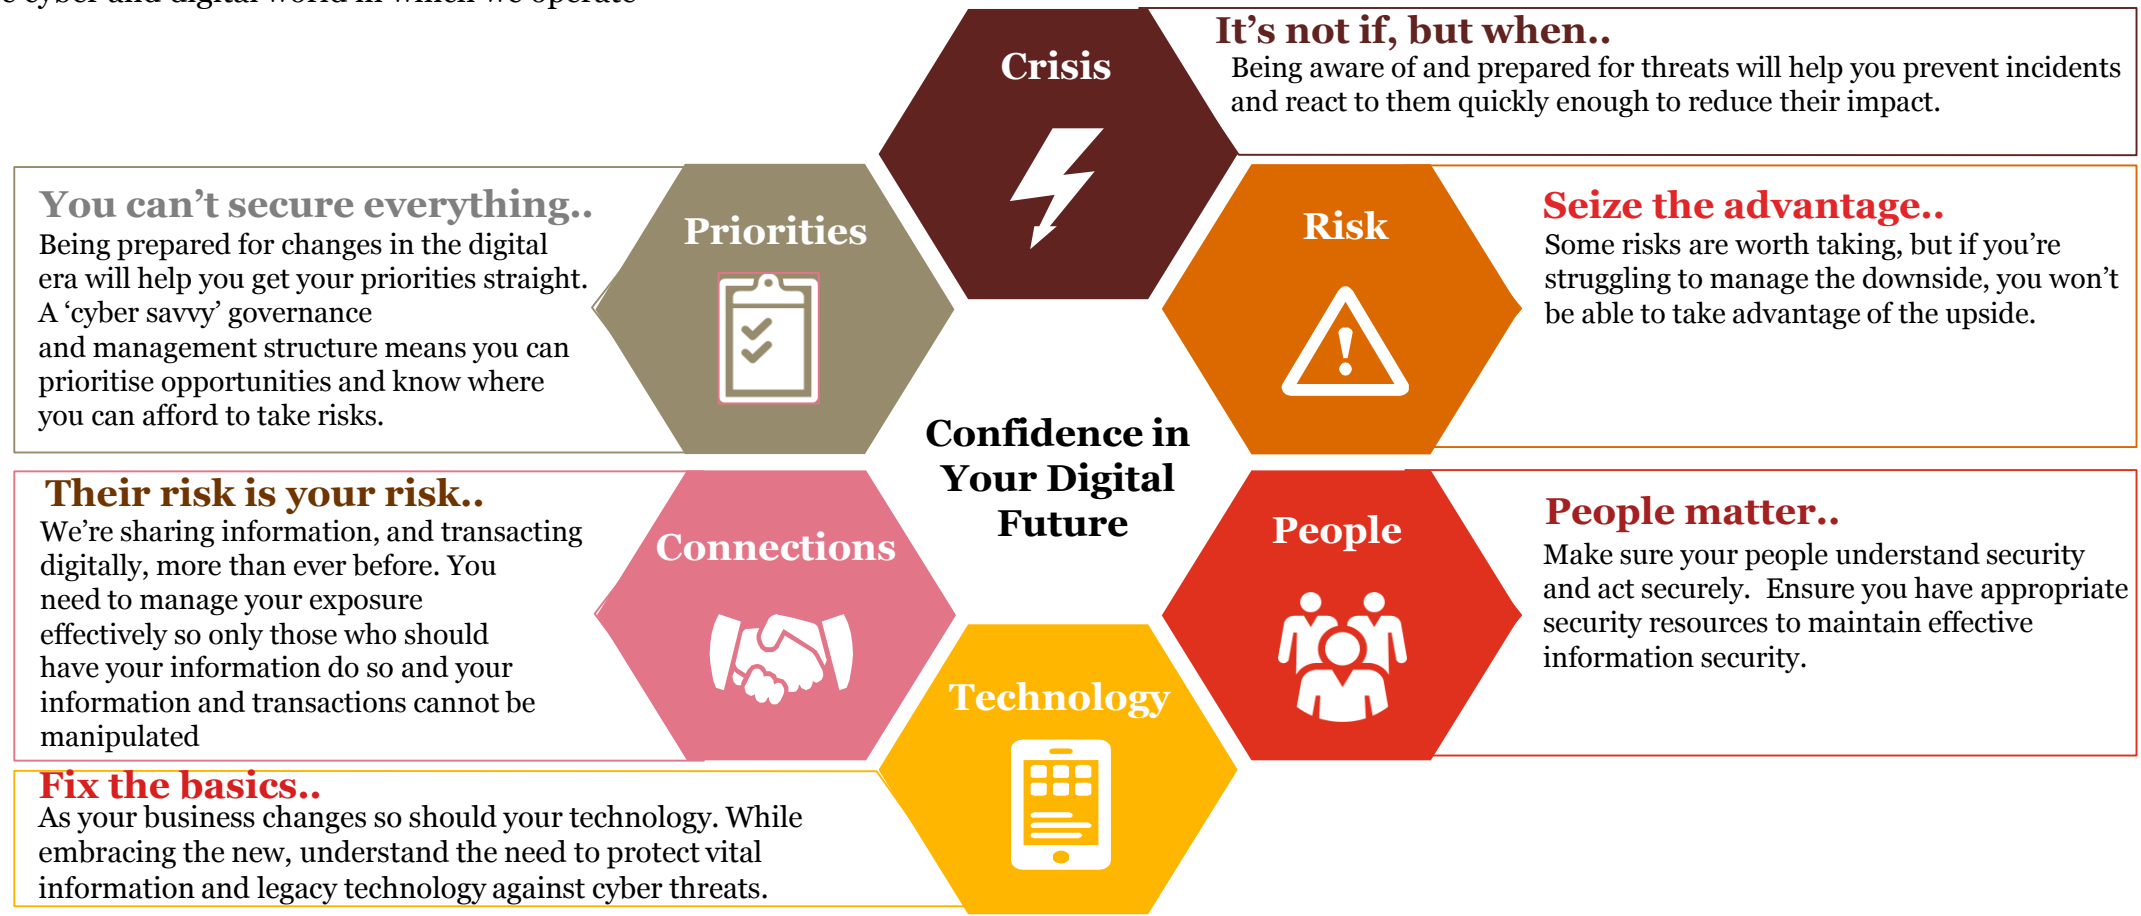 cyber and digital world in which we operate
Crisis
It's not if, but when..
Being aware of and prepared for threats will help you prevent incidents
and react to them quickly enough to reduce their impact.
You can't secure everything..
Being prepared for changes in the digital
era will help you get your priorities straight.
A ‘cyber savvy’ governance
and management structure means you can
prioritise opportunities and know where
you can afford to take risks.
Priorities
Risk
Seize the advantage..
Some risks are worth taking, but if you’re
struggling to manage the downside, you won’t
be able to take advantage of the upside.
Confidence in
Your Digital
Future
Their risk is your risk..
We’re sharing information, and transacting
digitally, more than ever before. You
need to manage your exposure
effectively so only those who should
have your information do so and your
information and transactions cannot be
manipulated
Connections
People
People matter..
Make sure your people understand security
and act securely.  Ensure you have appropriate
security resources to maintain effective
information security.
Technology
Fix the basics..
As your business changes so should your technology. While
embracing the new, understand the need to protect vital
information and legacy technology against cyber threats.